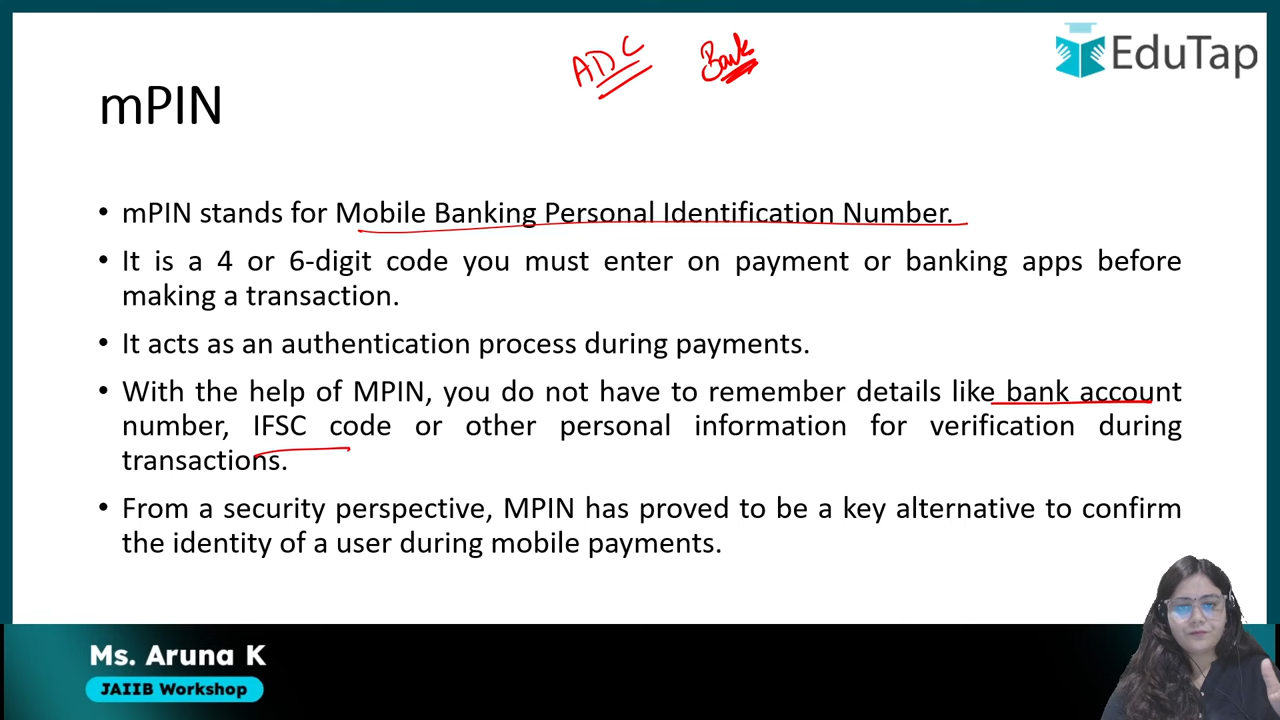 ADC Bank
EduTap
mPIN
• mPIN stands for Mobile Banking Personal Identification Number.
• It is a 4 or 6-digit code you must enter on payment or banking apps before
making a transaction.
• It acts as an authentication process during payments.
• With the help of MPIN, you do not have to remember details like bank account
number, IFSC code or other personal information for verification during
transactions.
• From a security perspective, MPIN has proved to be a key alternative to confirm
the identity of a user during mobile payments.
Ms. Aruna K
JAIIB Workshop